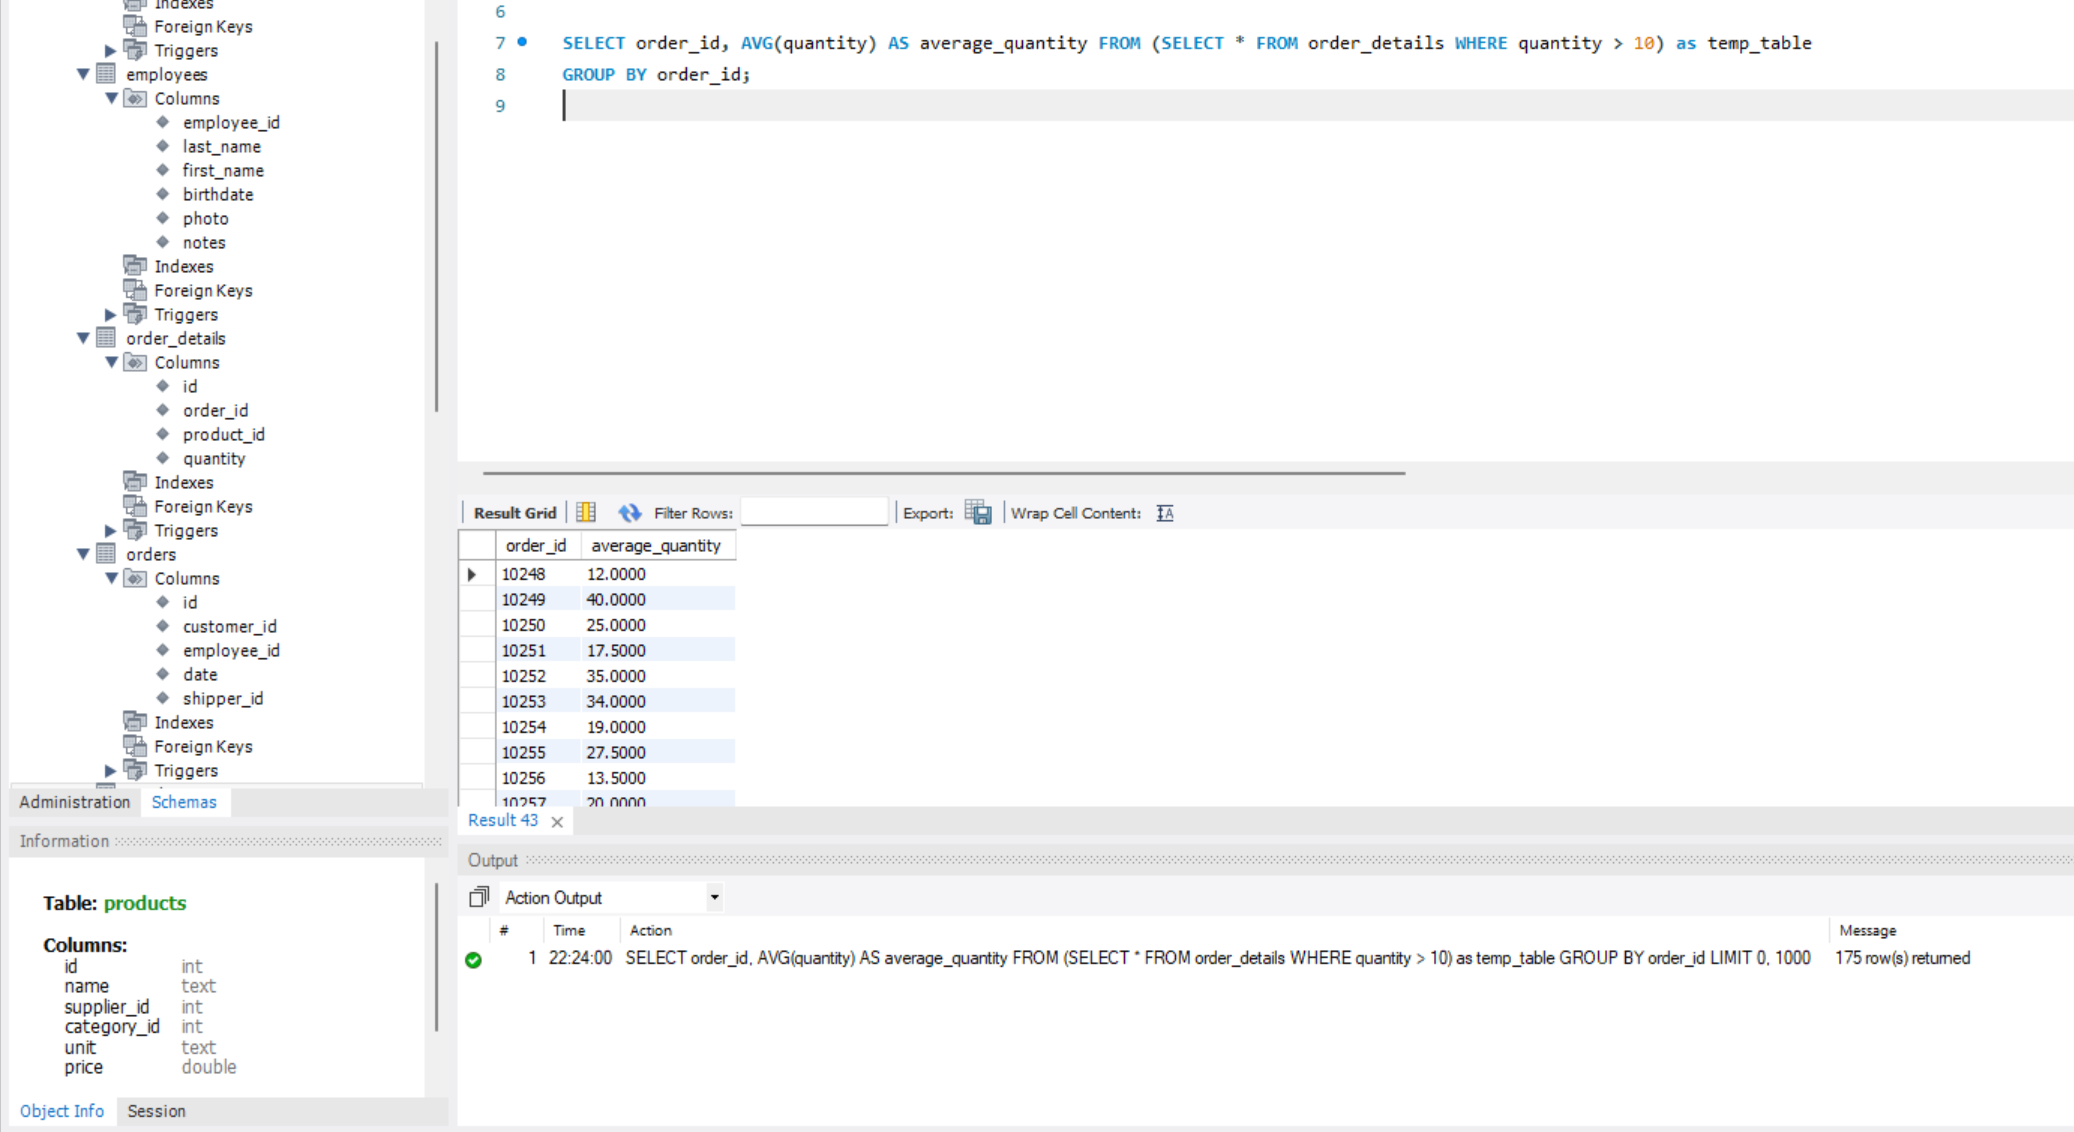 Indexes
Foreign Keys
Triggers
employees
Columns
employee_id
last_name
first_name
birthdate
photo
notes
Indexes
Foreign Keys
Triggers
order_details
Columns
id
order_id
product_id
quantity
Indexes
Foreign Keys
Triggers
orders
Columns
id
customer_id
employee_id
date
shipper_id
Indexes
Foreign Keys
Triggers
Administration Schemas
Information
Table: products
Columns:
id int
name text
supplier_id int
category_id int
unit text
price double
Object Info Session
6
7 SELECT order_id, AVG(quantity) AS average_quantity FROM (SELECT * FROM order_details WHERE quantity > 10) as temp_table
8 GROUP BY order_id;
9
Result Grid Filter Rows: Export: Wrap Cell Content:
order_id average_quantity
10248 12.0000
10249 40.0000
10250 25.0000
10251 17.5000
10252 35.0000
10253 34.0000
10254 19.0000
10255 27.5000
10256 13.5000
10257 20.0000
Result 43
Output
Action Output
# Time Action Message
1 22:24:00 SELECT order_id, AVG(quantity) AS average_quantity FROM (SELECT * FROM order_details WHERE quantity > 10) as temp_table GROUP BY order_id LIMIT 0, 1000 175 row(s) returned